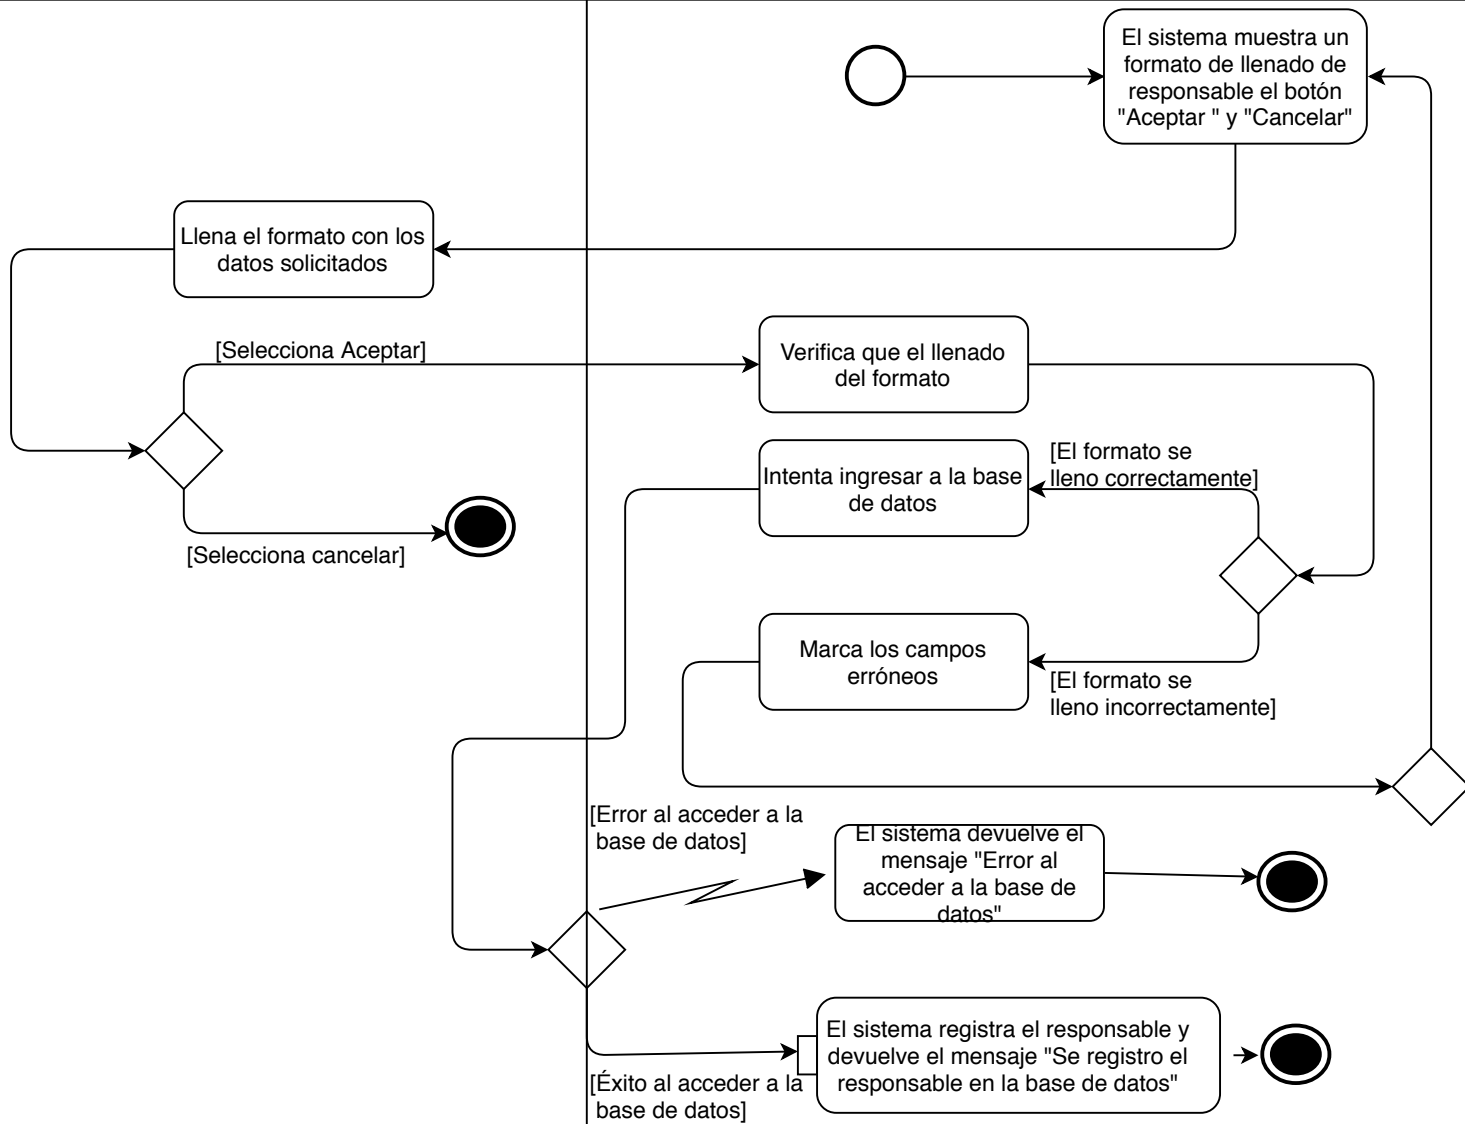 El sistema muestra un
formato de llenado de
responsable el botón
"Aceptar " y "Cancelar"
Llena el formato con los
datos solicitados
[Selecciona Aceptar]
Verifica que el llenado
del formato
[El formato se
lleno correctamente]
Intenta ingresar a la base
de datos
[Selecciona cancelar]
Marca los campos
erróneos
[El formato se
lleno incorrectamente]
[Error al acceder a la
base de datos]
El sistema devuelve el
mensaje "Error al
acceder a la base de
datos"
El sistema registra el responsable y
devuelve el mensaje "Se registro el
responsable en la base de datos"
[Éxito al acceder a la
base de datos]